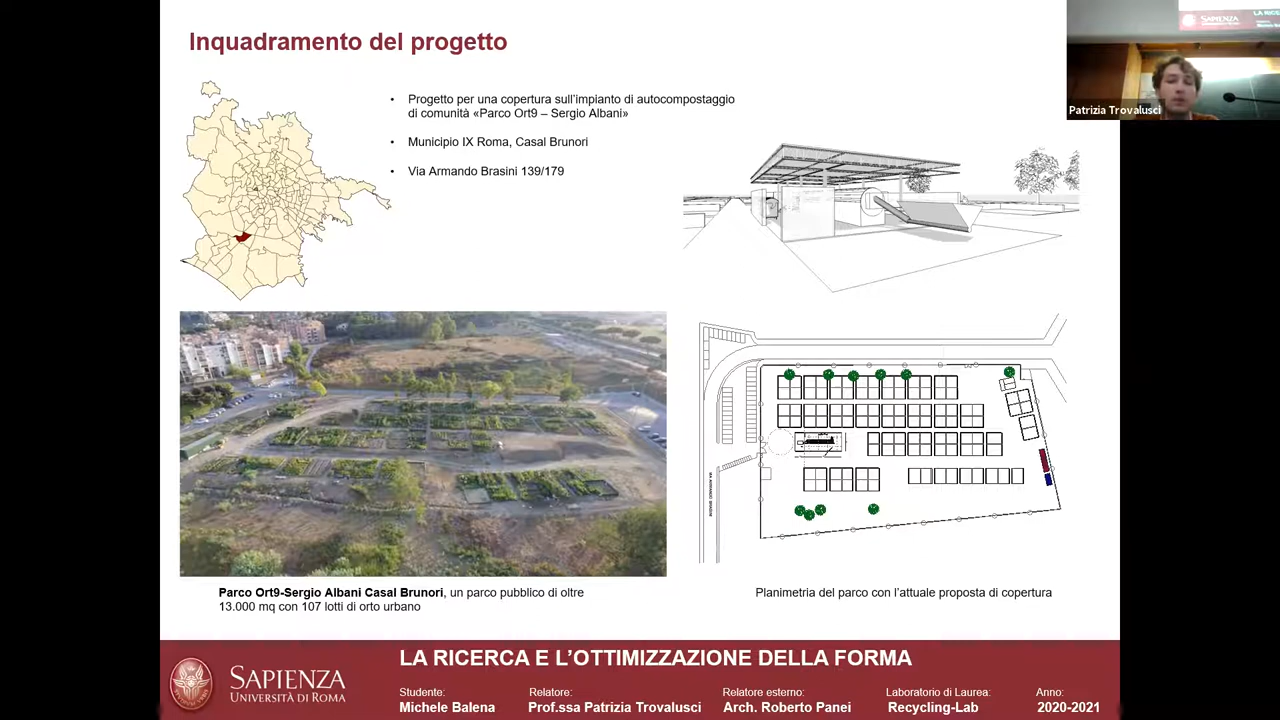 Inquadramento del progetto
SAPIENZA
Patrizia Trovalusci
• Progetto per una copertura sull'impianto di autocompostaggio
di comunità «Parco Ort9 – Sergio Albani»
• Municipio IX Roma, Casal Brunori
• Via Armando Brasini 139/179
Parco Ort9-Sergio Albani Casal Brunori, un parco pubblico di oltre
13.000 mq con 107 lotti di orto urbano
Planimetria del parco con l'attuale proposta di copertura
SAPIENZA
UNIVERSITÀ DI ROMA
LA RICERCA E L'OTTIMIZZAZIONE DELLA FORMA
Studente: Relatore: Relatore esterno: Laboratorio di Laurea: Anno:
Michele Balena Prof.ssa Patrizia Trovalusci Arch. Roberto Panei Recycling-Lab 2020-2021